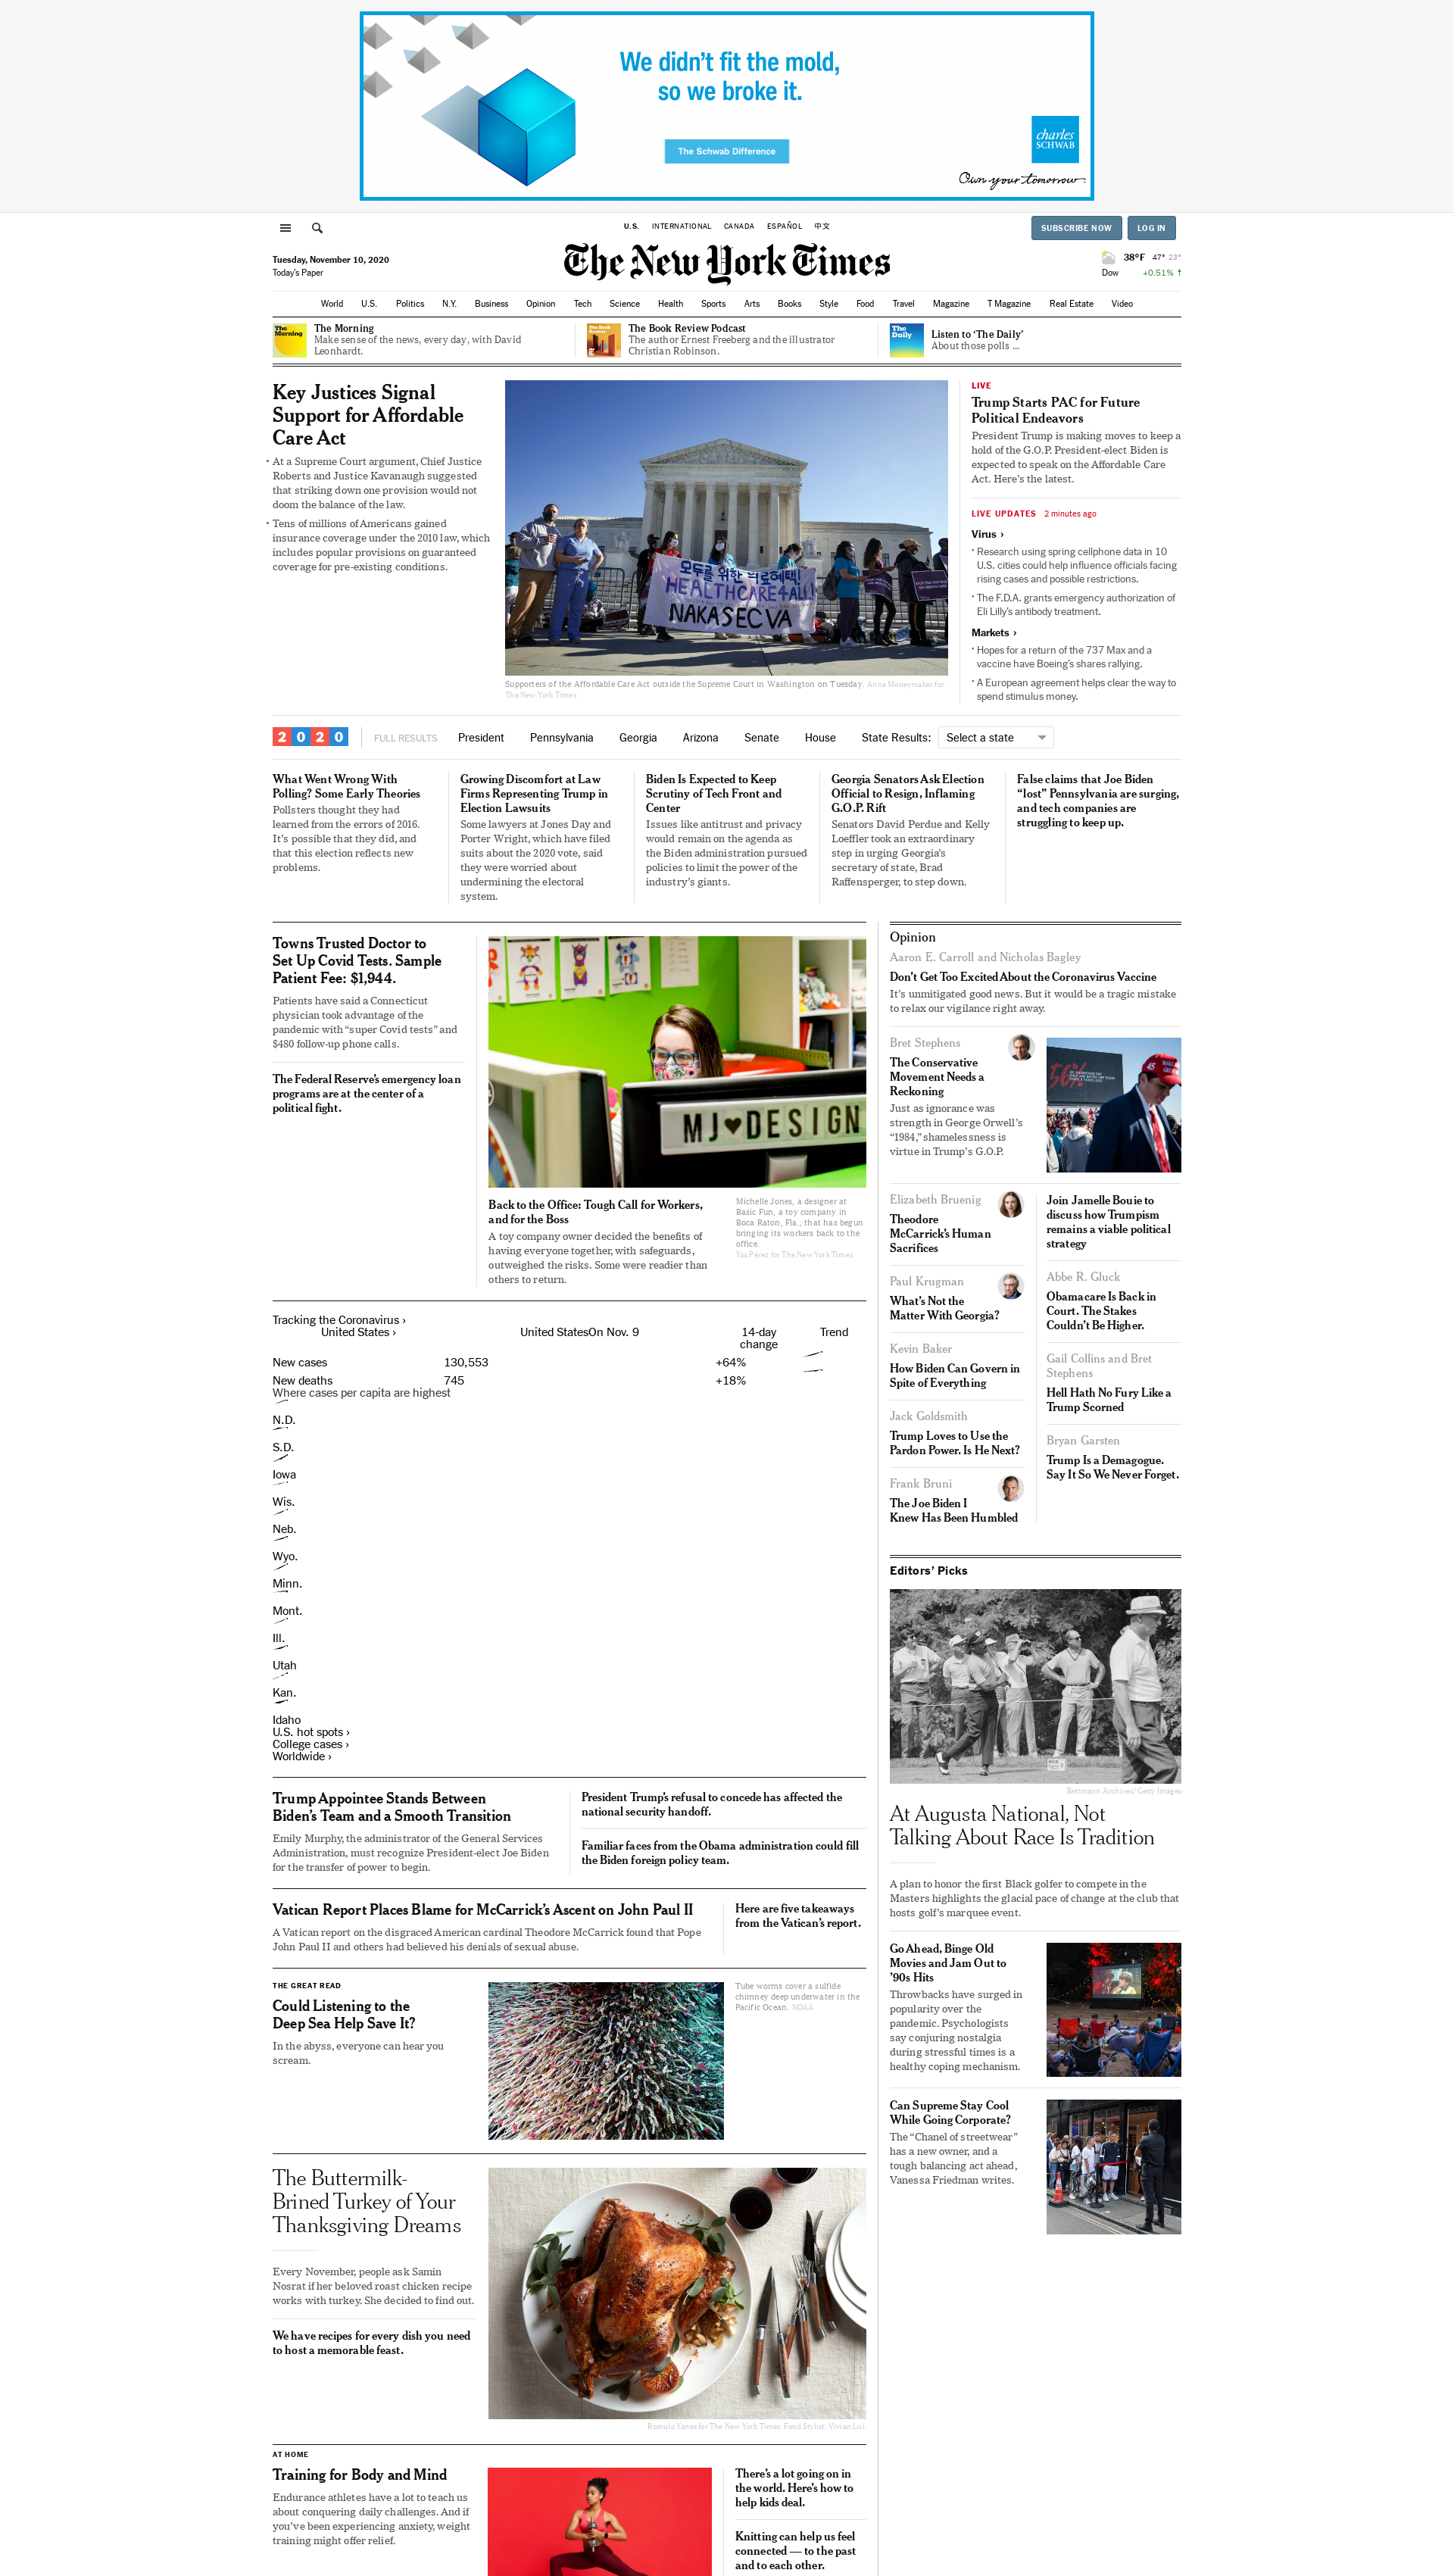 We didn't fit the mold,
so we broke it.
The Schwab Difference
charles
SCHWAB
Own your tomorrow.
U.S. INTERNATIONAL CANADA ESPAÑOL 中文
SUBSCRIBE NOW LOG IN
Tuesday, November 10, 2020
Today's Paper
The New York Times
38°F 47° 23°
Dow +0.51% ↑
World U.S. Politics N.Y. Business Opinion Tech Science Health Sports Arts Books Style Food Travel Magazine T Magazine Real Estate Video
The Morning
The Morning
Make sense of the news, every day, with David
Leonhardt.
The Book Review
The Book Review Podcast
The author Ernest Freeberg and the illustrator
Christian Robinson.
The Daily
Listen to ‘The Daily’
About those polls ...
Key Justices Signal
Support for Affordable
Care Act
• At a Supreme Court argument, Chief Justice
Roberts and Justice Kavanaugh suggested
that striking down one provision would not
doom the balance of the law.
• Tens of millions of Americans gained
insurance coverage under the 2010 law, which
includes popular provisions on guaranteed
coverage for pre-existing conditions.
모두를 위한 의료혜택!
HEALTHCARE4ALL!
NAKASEC VA
Supporters of the Affordable Care Act outside the Supreme Court in Washington on Tuesday. Anna Moneymaker for
The New York Times
LIVE
Trump Starts PAC for Future
Political Endeavors
President Trump is making moves to keep a
hold of the G.O.P. President-elect Biden is
expected to speak on the Affordable Care
Act. Here's the latest.
LIVE UPDATES 2 minutes ago
Virus ›
• Research using spring cellphone data in 10
U.S. cities could help influence officials facing
rising cases and possible restrictions.
• The F.D.A. grants emergency authorization of
Eli Lilly's antibody treatment.
Markets ›
• Hopes for a return of the 737 Max and a
vaccine have Boeing's shares rallying.
• A European agreement helps clear the way to
spend stimulus money.
2020 FULL RESULTS President Pennsylvania Georgia Arizona Senate House State Results: Select a state
What Went Wrong With
Polling? Some Early Theories
Pollsters thought they had
learned from the errors of 2016.
It's possible that they did, and
that this election reflects new
problems.
Growing Discomfort at Law
Firms Representing Trump in
Election Lawsuits
Some lawyers at Jones Day and
Porter Wright, which have filed
suits about the 2020 vote, said
they were worried about
undermining the electoral
system.
Biden Is Expected to Keep
Scrutiny of Tech Front and
Center
Issues like antitrust and privacy
would remain on the agenda as
the Biden administration pursued
policies to limit the power of the
industry's giants.
Georgia Senators Ask Election
Official to Resign, Inflaming
G.O.P. Rift
Senators David Perdue and Kelly
Loeffler took an extraordinary
step in urging Georgia's
secretary of state, Brad
Raffensperger, to step down.
False claims that Joe Biden
“lost” Pennsylvania are surging,
and tech companies are
struggling to keep up.
Towns Trusted Doctor to
Set Up Covid Tests. Sample
Patient Fee: $1,944.
Patients have said a Connecticut
physician took advantage of the
pandemic with “super Covid tests” and
$480 follow-up phone calls.
The Federal Reserve's emergency loan
programs are at the center of a
political fight.
MJ♥DESIGN
Back to the Office: Tough Call for Workers,
and for the Boss
A toy company owner decided the benefits of
having everyone together, with safeguards,
outweighed the risks. Some were readier than
others to return.
Michelle Jones, a designer at
Basic Fun, a toy company in
Boca Raton, Fla., that has begun
bringing its workers back to the
office.
Ysa Pérez for The New York Times
Opinion
Aaron E. Carroll and Nicholas Bagley
Don't Get Too Excited About the Coronavirus Vaccine
It's unmitigated good news. But it would be a tragic mistake
to relax our vigilance right away.
Bret Stephens
The Conservative
Movement Needs a
Reckoning
Just as ignorance was
strength in George Orwell's
“1984,” shamelessness is
virtue in Trump's G.O.P.
56%
Elizabeth Bruenig
Theodore
McCarrick's Human
Sacrifices
Paul Krugman
What's Not the
Matter With Georgia?
Kevin Baker
How Biden Can Govern in
Spite of Everything
Jack Goldsmith
Trump Loves to Use the
Pardon Power. Is He Next?
Frank Bruni
The Joe Biden I
Knew Has Been Humbled
Join Jamelle Bouie to
discuss how Trumpism
remains a viable political
strategy
Abbe R. Gluck
Obamacare Is Back in
Court. The Stakes
Couldn't Be Higher.
Gail Collins and Bret
Stephens
Hell Hath No Fury Like a
Trump Scorned
Bryan Garsten
Trump Is a Demagogue.
Say It So We Never Forget.
Tracking the Coronavirus ›
United States › United StatesOn Nov. 9 14-day
change Trend
New cases 130,553 +64%
New deaths 745 +18%
Where cases per capita are highest
N.D.
S.D.
Iowa
Wis.
Neb.
Wyo.
Minn.
Mont.
Ill.
Utah
Kan.
Idaho
U.S. hot spots ›
College cases ›
Worldwide ›
Trump Appointee Stands Between
Biden's Team and a Smooth Transition
Emily Murphy, the administrator of the General Services
Administration, must recognize President-elect Joe Biden
for the transfer of power to begin.
President Trump's refusal to concede has affected the
national security handoff.
Familiar faces from the Obama administration could fill
the Biden foreign policy team.
Vatican Report Places Blame for McCarrick's Ascent on John Paul II
A Vatican report on the disgraced American cardinal Theodore McCarrick found that Pope
John Paul II and others had believed his denials of sexual abuse.
Here are five takeaways
from the Vatican's report.
THE GREAT READ
Could Listening to the
Deep Sea Help Save It?
In the abyss, everyone can hear you
scream.
Tube worms cover a sulfide
chimney deep underwater in the
Pacific Ocean. NOAA
The Buttermilk-
Brined Turkey of Your
Thanksgiving Dreams
Every November, people ask Samin
Nosrat if her beloved roast chicken recipe
works with turkey. She decided to find out.
We have recipes for every dish you need
to host a memorable feast.
Romulo Yanes for The New York Times. Food Stylist: Vivian Lui.
AT HOME
Training for Body and Mind
Endurance athletes have a lot to teach us
about conquering daily challenges. And if
you've been experiencing anxiety, weight
training might offer relief.
There's a lot going on in
the world. Here's how to
help kids deal.
Knitting can help us feel
connected — to the past
and to each other.
Editors' Picks
Bettmann Archives/Getty Images
At Augusta National, Not
Talking About Race Is Tradition
A plan to honor the first Black golfer to compete in the
Masters highlights the glacial pace of change at the club that
hosts golf's marquee event.
Go Ahead, Binge Old
Movies and Jam Out to
'90s Hits
Throwbacks have surged in
popularity over the
pandemic. Psychologists
say conjuring nostalgia
during stressful times is a
healthy coping mechanism.
Can Supreme Stay Cool
While Going Corporate?
The “Chanel of streetwear”
has a new owner, and a
tough balancing act ahead,
Vanessa Friedman writes.